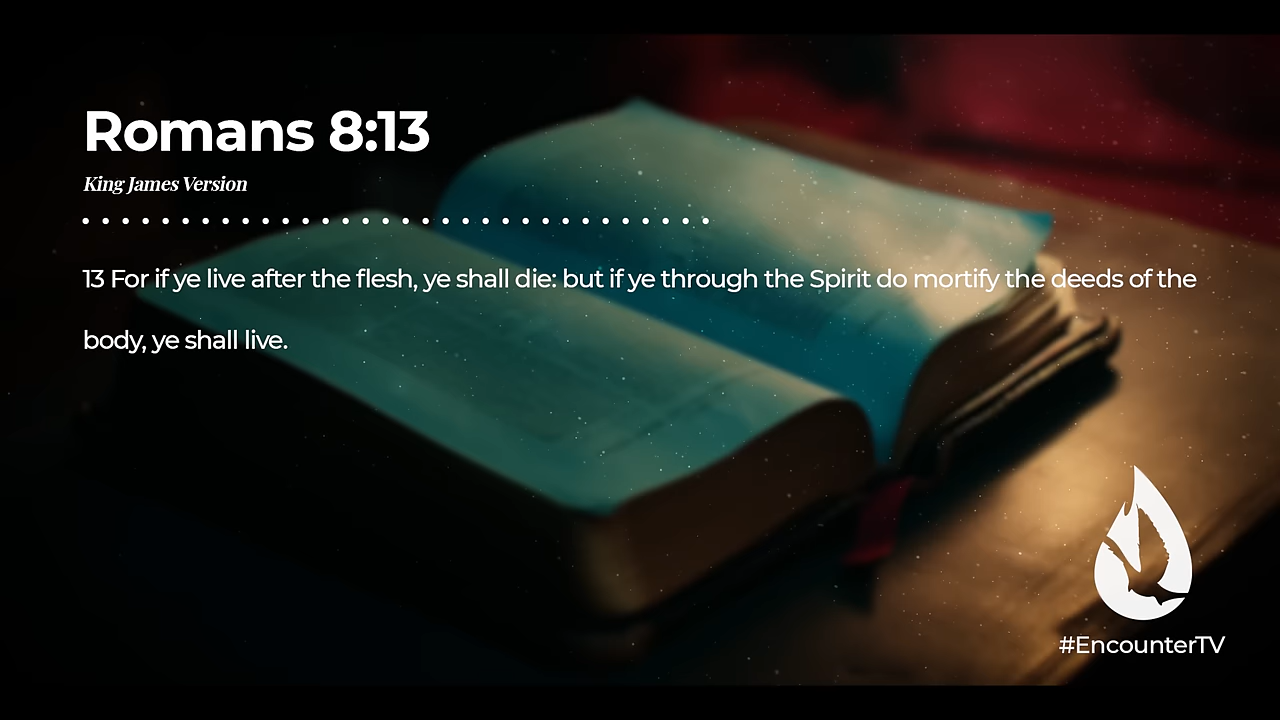 Romans 8:13
King James Version
13 For if ye live after the flesh, ye shall die: but if ye through the Spirit do mortify the deeds of the
body, ye shall live.
#EncounterTV